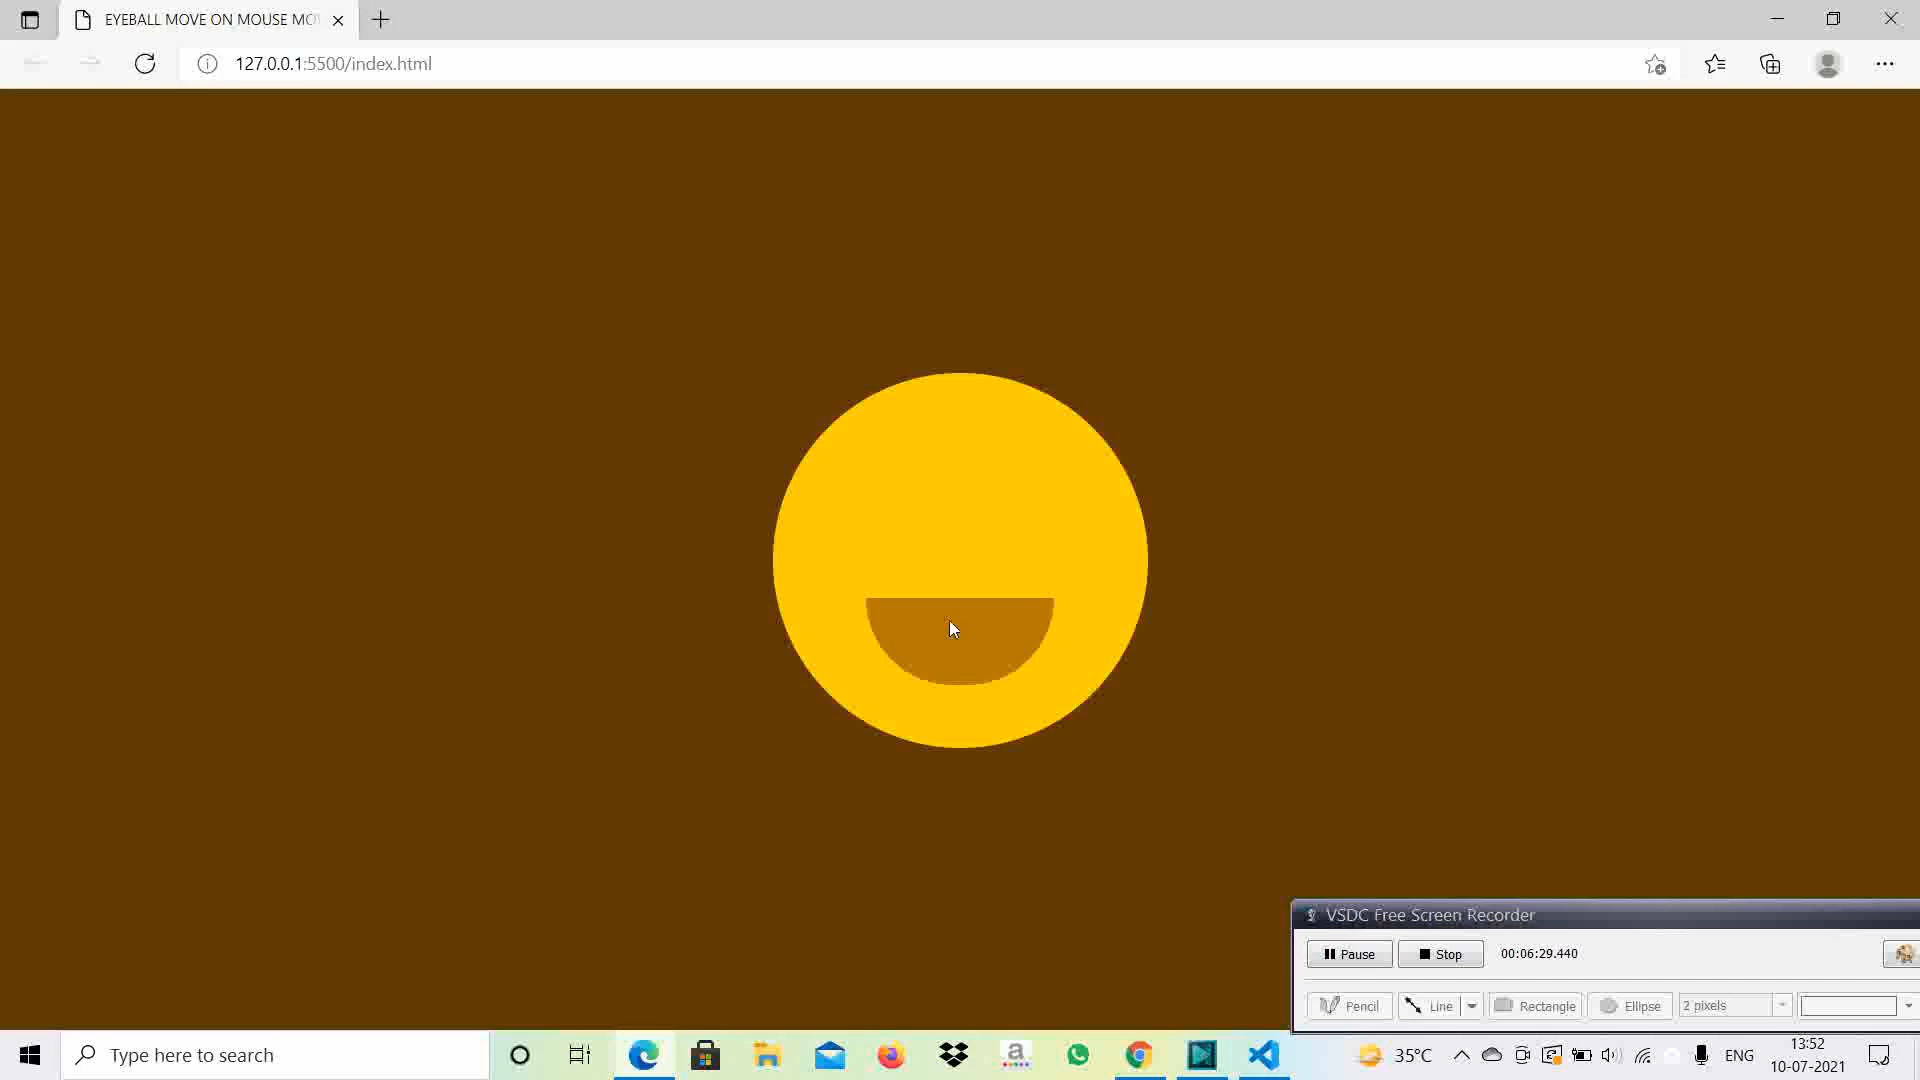 EYEBALL MOVE ON MOUSE MO
127.0.0.1:5500/index.html
VSDC Free Screen Recorder
Pause
Stop
00:06:29.440
Pencil
Line
Rectangle
Ellipse
2 pixels
Type here to search
a
35°C
ENG
13:52
10-07-2021